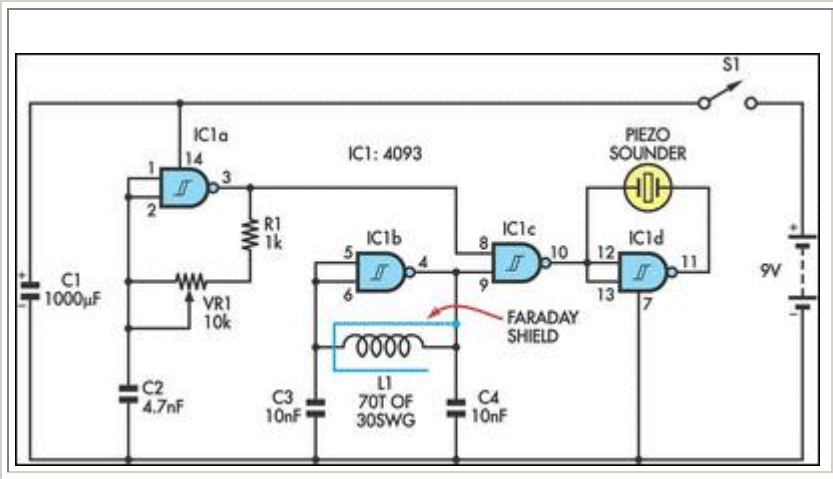 S1
IC1a
14
1
3
2
IC1: 4093
PIEZO
SOUNDER
R1
1k
IC1b
5
4
6
IC1c
8
10
9
IC1d
12
11
13
7
+
9V
–
+
C1
1000µF
–
VR1
10k
FARADAY
SHIELD
C2
4.7nF
C3
10nF
L1
70T OF
30SWG
C4
10nF